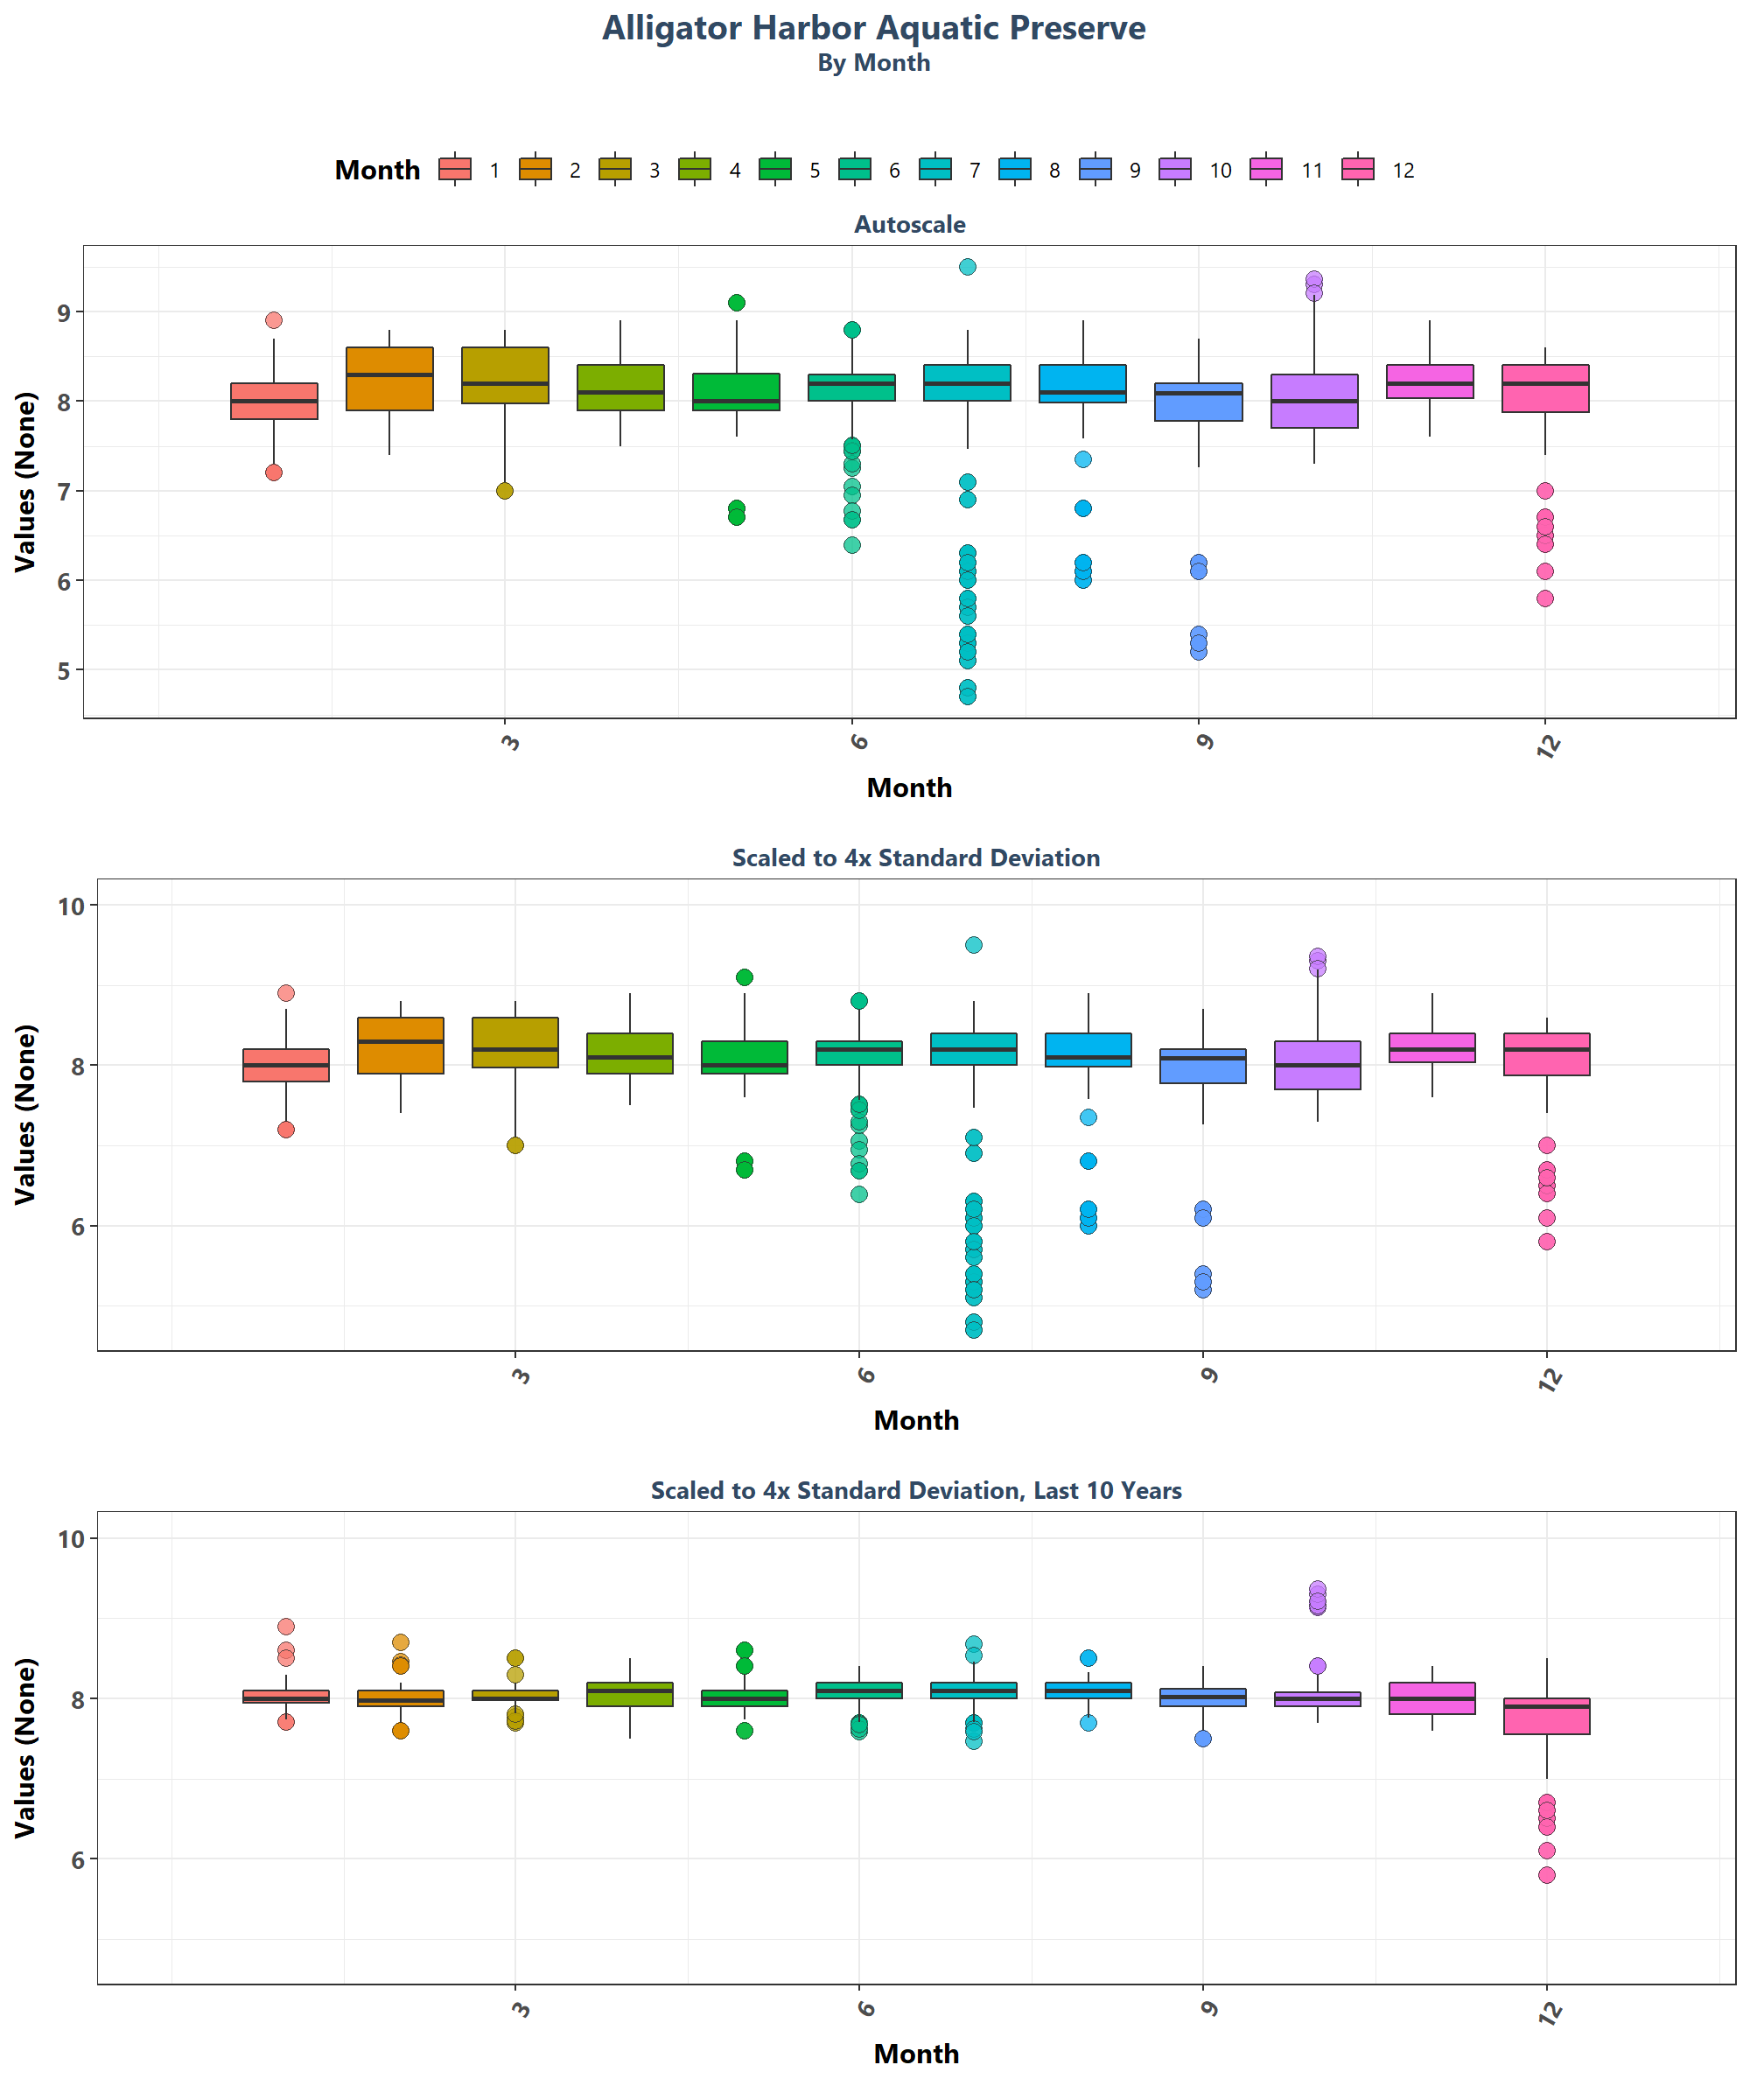 Alligator Harbor Aquatic Preserve
By Month
Month 1 2 3 4 5 6 7 8 9 10 11 12
Autoscale
Values (None)
9
8
7
6
5
3 6 9 12
Month
Scaled to 4x Standard Deviation
Values (None)
10
8
6
3 6 9 12
Month
Scaled to 4x Standard Deviation, Last 10 Years
Values (None)
10
8
6
3 6 9 12
Month